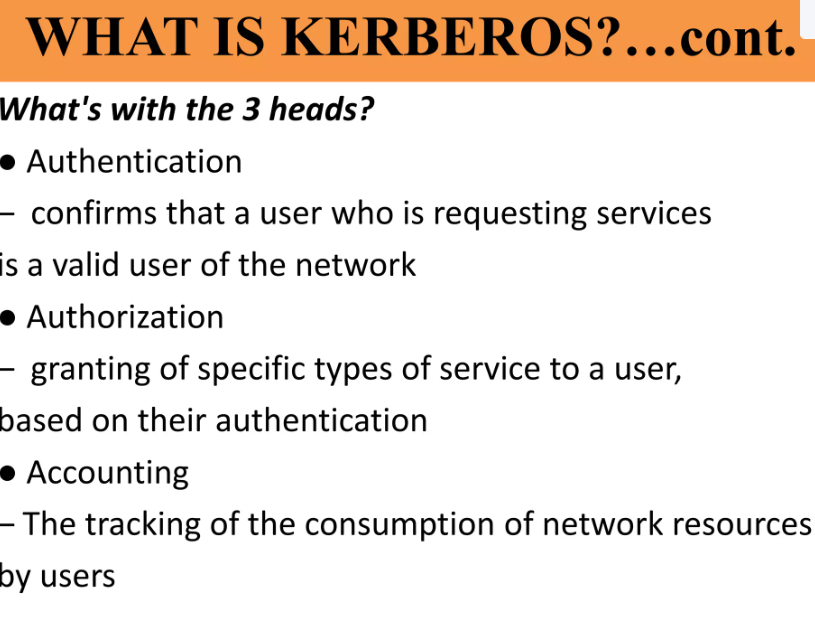 WHAT IS KERBEROS?...cont.
What's with the 3 heads?
● Authentication
– confirms that a user who is requesting services
is a valid user of the network
● Authorization
– granting of specific types of service to a user,
based on their authentication
● Accounting
– The tracking of the consumption of network resources
by users